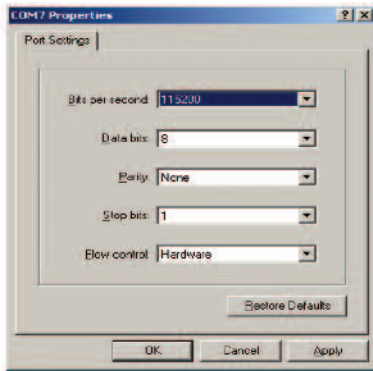 COM7 Properties
Port Settings
Bits per second: 115200
Data bits: 8
Parity: None
Stop bits: 1
Flow control: Hardware
Restore Defaults
OK Cancel Apply